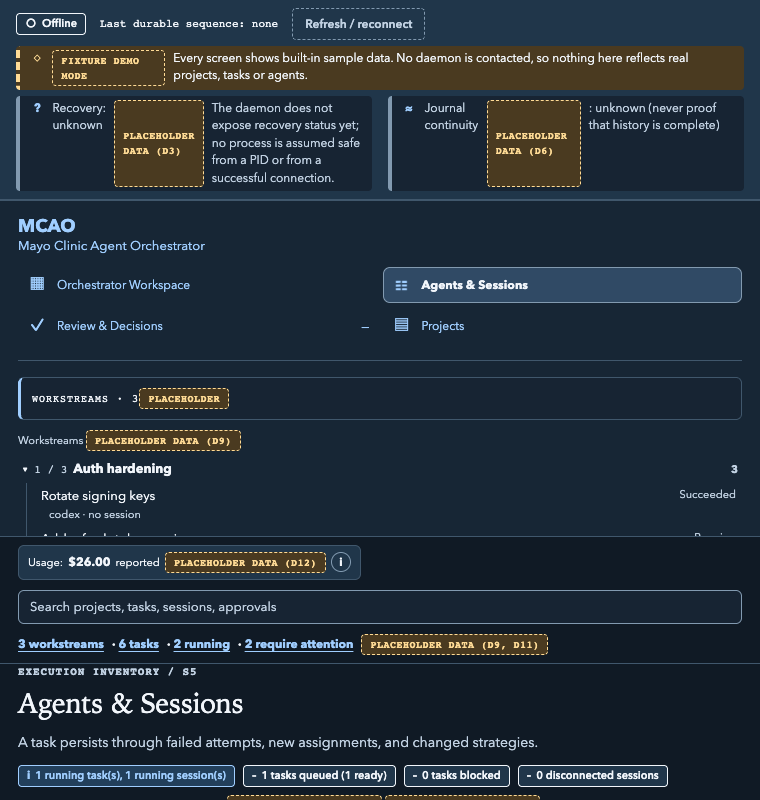 Offline
Last durable sequence: none
Refresh / reconnect
FIXTURE DEMO
MODE
Every screen shows built-in sample data. No daemon is contacted, so nothing here reflects real
projects, tasks or agents.
? Recovery:
unknown
PLACEHOLDER
DATA (D3)
The daemon does not
expose recovery status yet;
no process is assumed safe
from a PID or from a
successful connection.
≈ Journal
continuity
PLACEHOLDER
DATA (D6)
: unknown (never proof
that history is complete)
MCAO
Mayo Clinic Agent Orchestrator
Orchestrator Workspace
Agents & Sessions
Review & Decisions –
Projects
WORKSTREAMS · 3 PLACEHOLDER
Workstreams PLACEHOLDER DATA (D9)
▾ 1 / 3 Auth hardening 3
Rotate signing keys Succeeded
codex · no session
Usage: $26.00 reported PLACEHOLDER DATA (D12) i
Search projects, tasks, sessions, approvals
3 workstreams · 6 tasks · 2 running · 2 require attention PLACEHOLDER DATA (D9, D11)
EXECUTION INVENTORY / S5
Agents & Sessions
A task persists through failed attempts, new assignments, and changed strategies.
i 1 running task(s), 1 running session(s)
– 1 tasks queued (1 ready)
– 0 tasks blocked
– 0 disconnected sessions